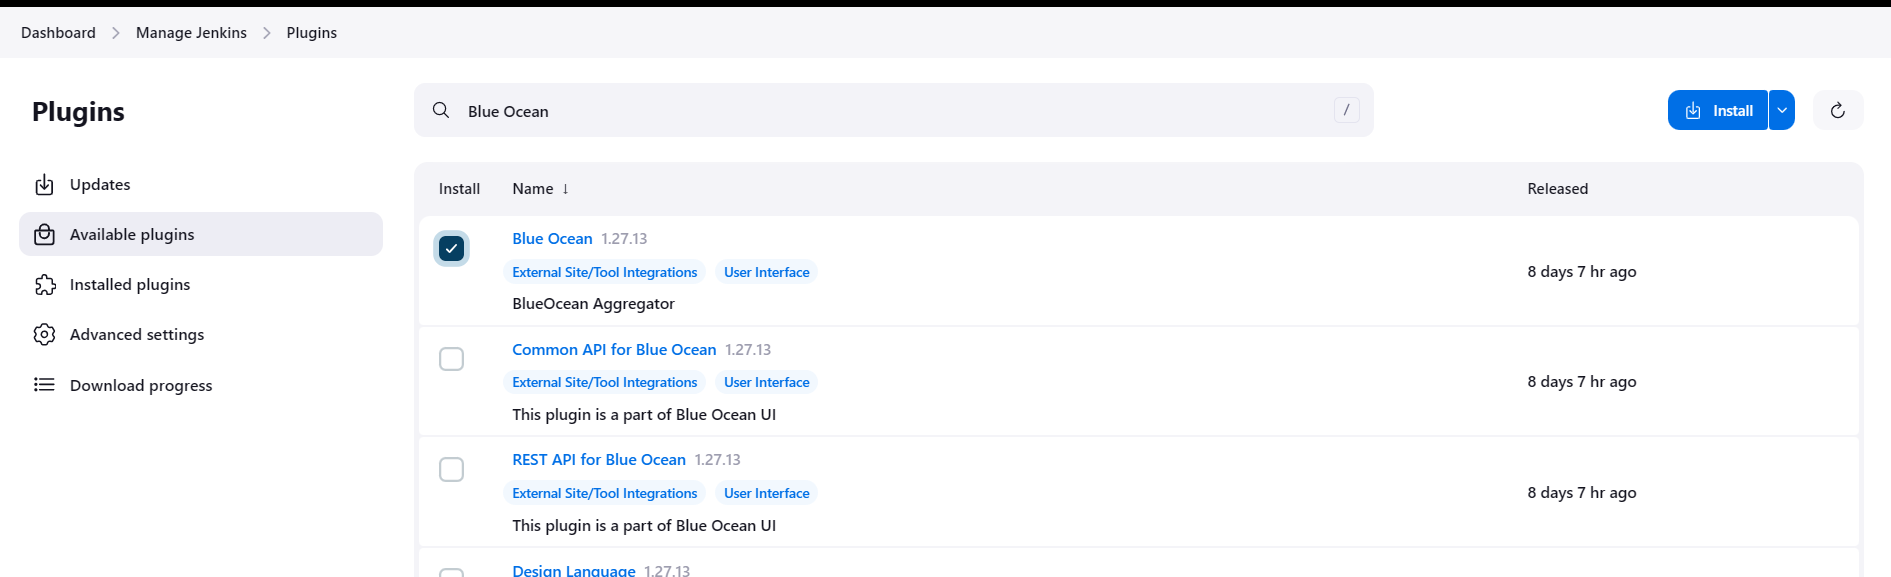 Dashboard > Manage Jenkins > Plugins
Plugins
Updates
Available plugins
Installed plugins
Advanced settings
Download progress
Blue Ocean /
Install
Install Name ↓ Released
Blue Ocean 1.27.13
External Site/Tool Integrations User Interface
BlueOcean Aggregator
8 days 7 hr ago
Common API for Blue Ocean 1.27.13
External Site/Tool Integrations User Interface
This plugin is a part of Blue Ocean UI
8 days 7 hr ago
REST API for Blue Ocean 1.27.13
External Site/Tool Integrations User Interface
This plugin is a part of Blue Ocean UI
8 days 7 hr ago
Design Language 1.27.13